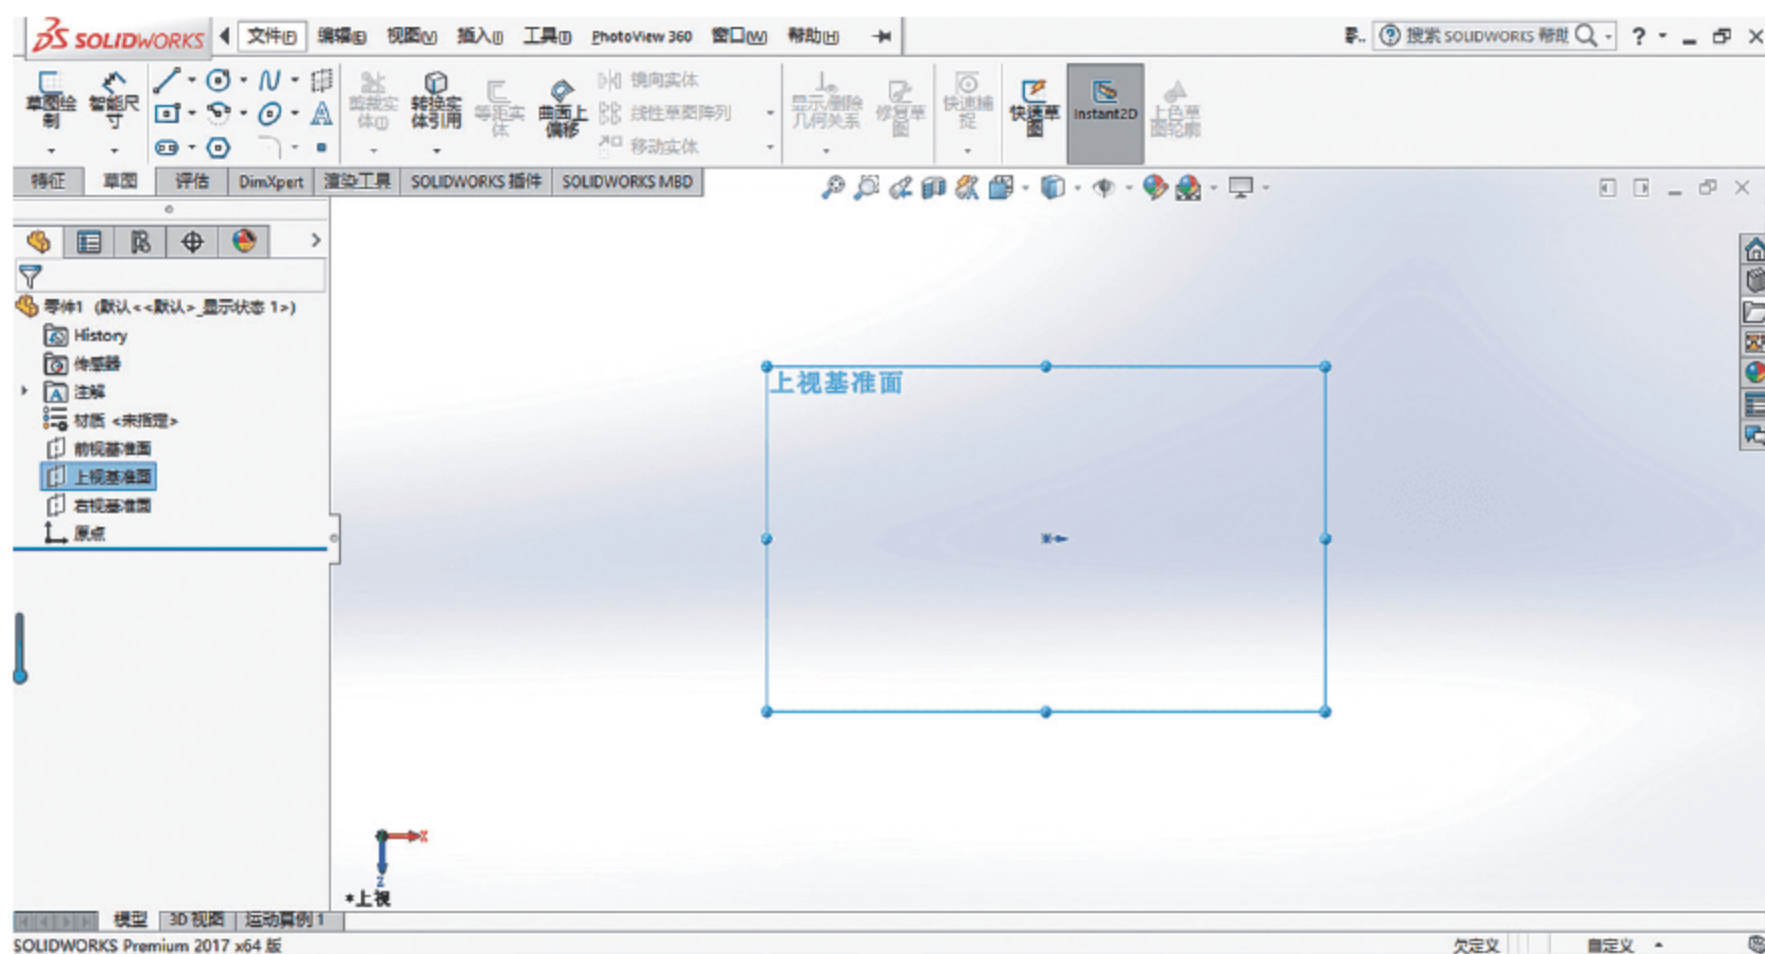 SOLIDWORKS 文件(F) 编辑(E) 视图(V) 插入(I) 工具(T) PhotoView 360 窗口(W) 帮助(H) 零.. 搜索 SOLIDWORKS 帮助 ?
草图绘制 智能尺寸 剪裁实体(T) 转换实体引用 等距实体 曲面上偏移 镜向实体 线性草图阵列 移动实体 显示/删除几何关系 修复草图 快速捕捉 快速草图 Instant2D 上色草图轮廓
特征 草图 评估 DimXpert 渲染工具 SOLIDWORKS 插件 SOLIDWORKS MBD
零件1 (默认<<默认>_显示状态 1>)
History
传感器
注解
材质 <未指定>
前视基准面
上视基准面
右视基准面
原点
上视基准面
X
Z
*上视
模型 3D 视图 运动算例 1
SOLIDWORKS Premium 2017 x64 版 欠定义 自定义